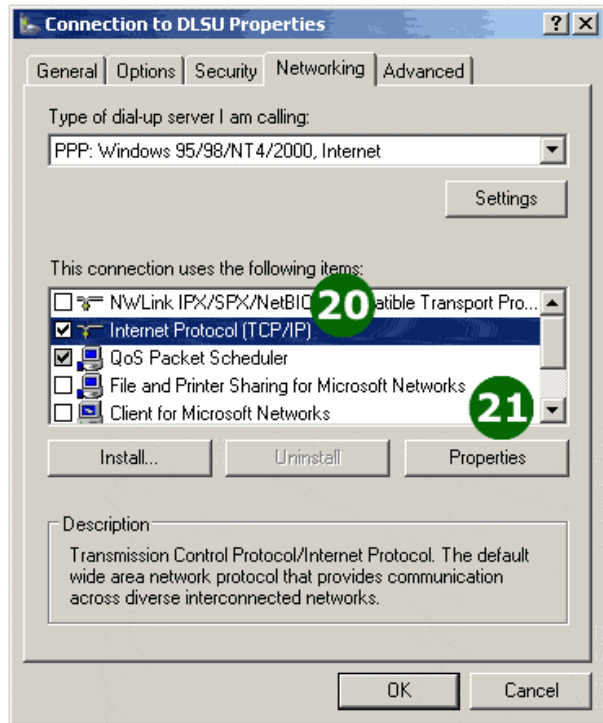 Connection to DLSU Properties
General Options Security Networking Advanced
Type of dial-up server I am calling:
PPP: Windows 95/98/NT4/2000, Internet
Settings
This connection uses the following items:
NWLink IPX/SPX/NetBIO 20 atible Transport Pro...
Internet Protocol (TCP/IP)
QoS Packet Scheduler
File and Printer Sharing for Microsoft Networks
21
Client for Microsoft Networks
Install... Uninstall Properties
Description
Transmission Control Protocol/Internet Protocol. The default
wide area network protocol that provides communication
across diverse interconnected networks.
OK Cancel